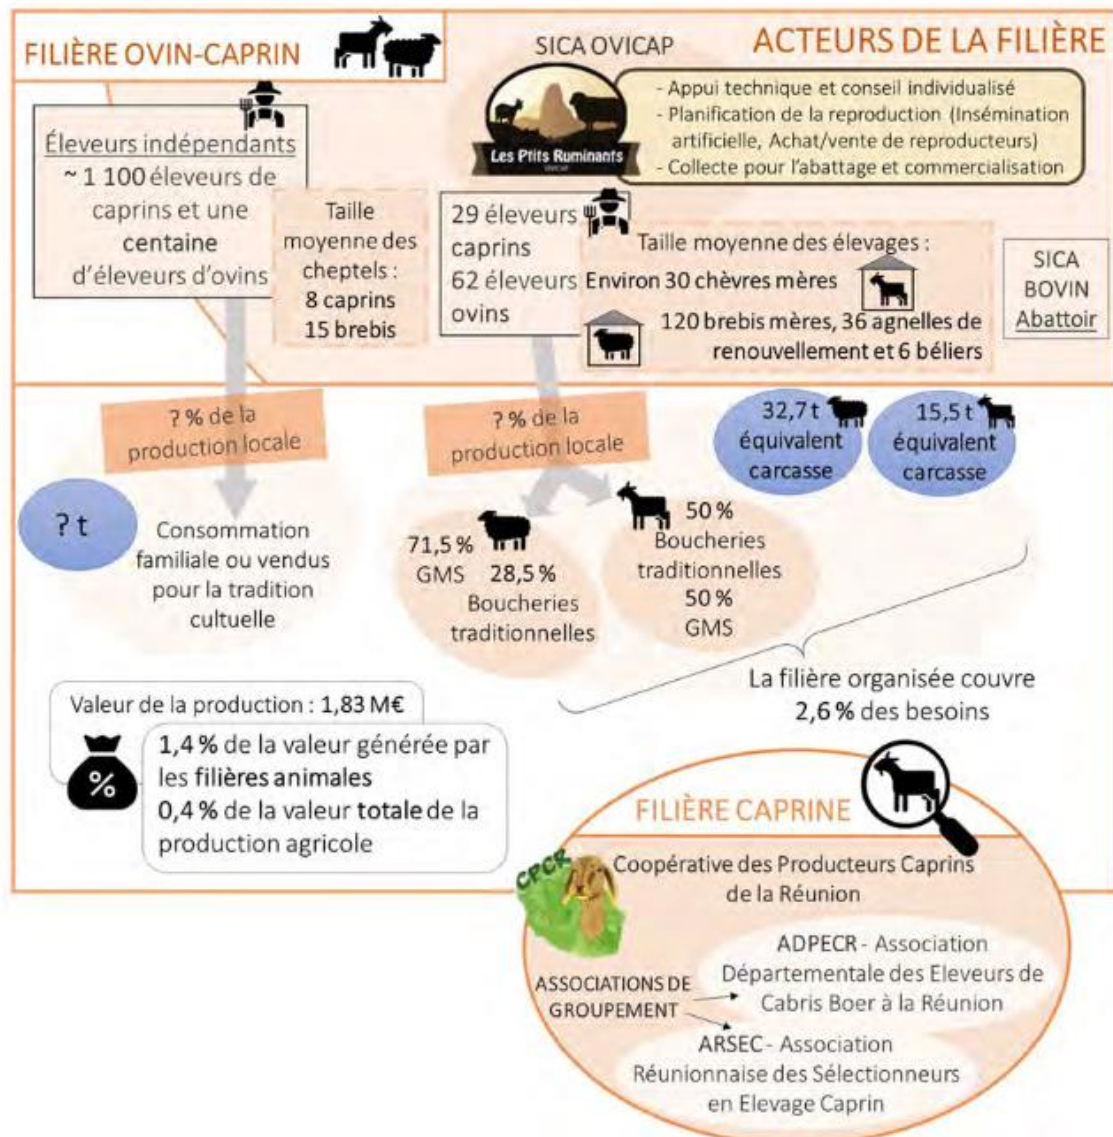 FILIÈRE OVIN-CAPRIN
SICA OVICAP
ACTEURS DE LA FILIÈRE
Les Ptits Ruminants
OVICAP
- Appui technique et conseil individualisé
- Planification de la reproduction (Insémination
artificielle, Achat/vente de reproducteurs)
- Collecte pour l'abattage et commercialisation
Éleveurs indépendants
~ 1 100 éleveurs de
caprins et une
centaine
d'éleveurs d'ovins
Taille
moyenne des
cheptels :
8 caprins
15 brebis
29 éleveurs
caprins
62 éleveurs
ovins
Taille moyenne des élevages :
Environ 30 chèvres mères
120 brebis mères, 36 agnelles de
renouvellement et 6 béliers
SICA
BOVIN
Abattoir
? % de la
production locale
? % de la
production locale
32,7 t
équivalent
carcasse
15,5 t
équivalent
carcasse
? t
Consommation
familiale ou vendus
pour la tradition
cultuelle
71,5 %
GMS
28,5 %
Boucheries
traditionnelles
50 %
Boucheries
traditionnelles
50 %
GMS
La filière organisée couvre
2,6 % des besoins
Valeur de la production : 1,83 M€
%
1,4 % de la valeur générée par
les filières animales
0,4 % de la valeur totale de la
production agricole
FILIÈRE CAPRINE
CPCR
Coopérative des Producteurs Caprins
de la Réunion
ASSOCIATIONS DE
GROUPEMENT
ADPECR - Association
Départementale des Eleveurs de
Cabris Boer à la Réunion
ARSEC - Association
Réunionnaise des Sélectionneurs
en Elevage Caprin